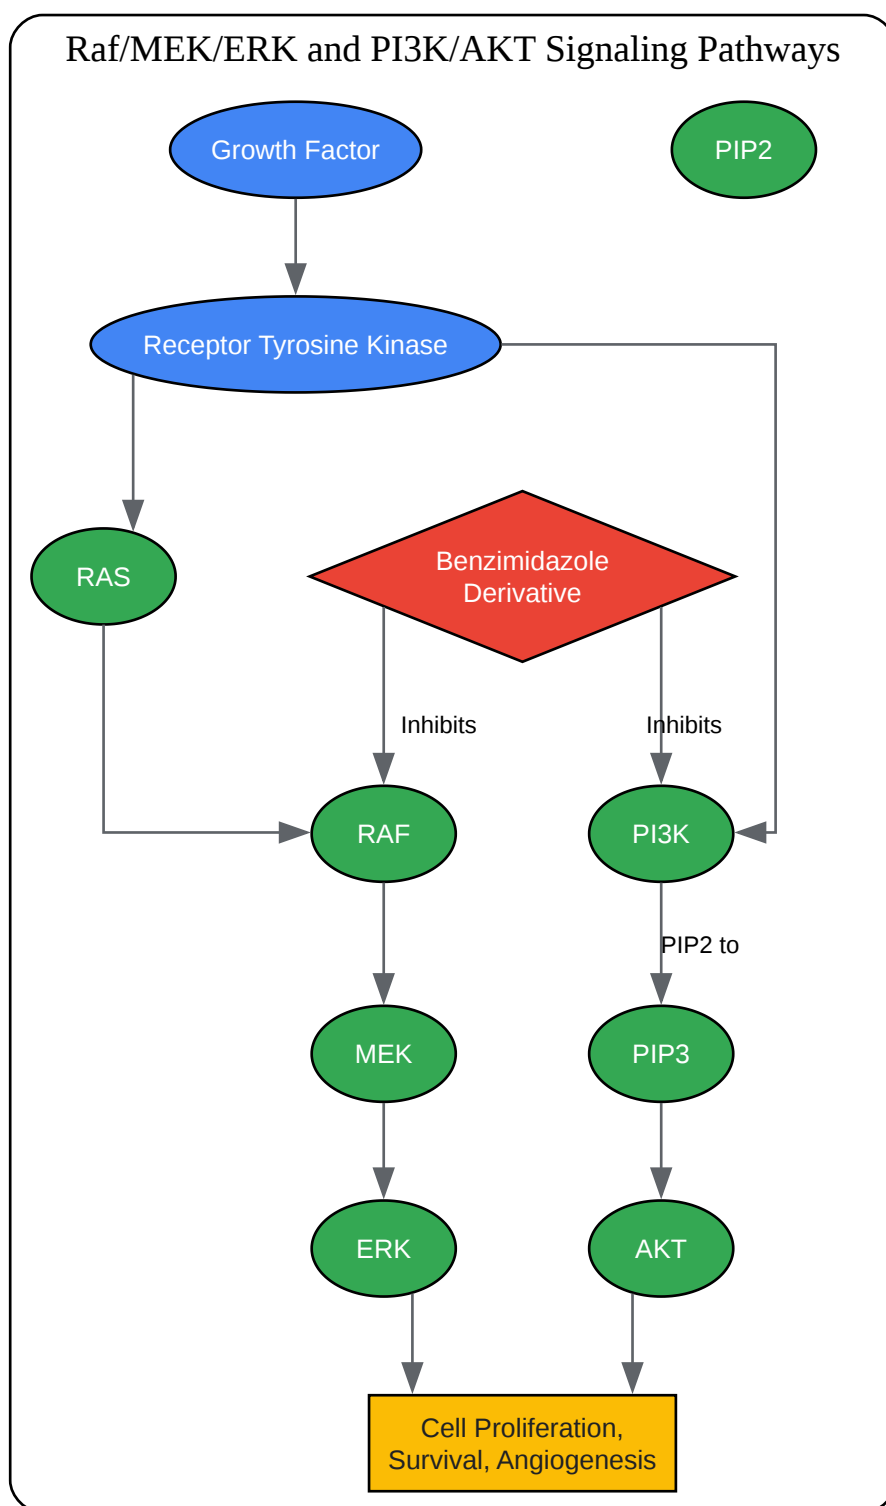 Raf/MEK/ERK and PI3K/AKT Signaling Pathways
Growth Factor
PIP2
Receptor Tyrosine Kinase
RAS
Benzimidazole
Derivative
Inhibits
Inhibits
RAF
PI3K
PIP2 to
MEK
PIP3
ERK
AKT
Cell Proliferation,
Survival, Angiogenesis